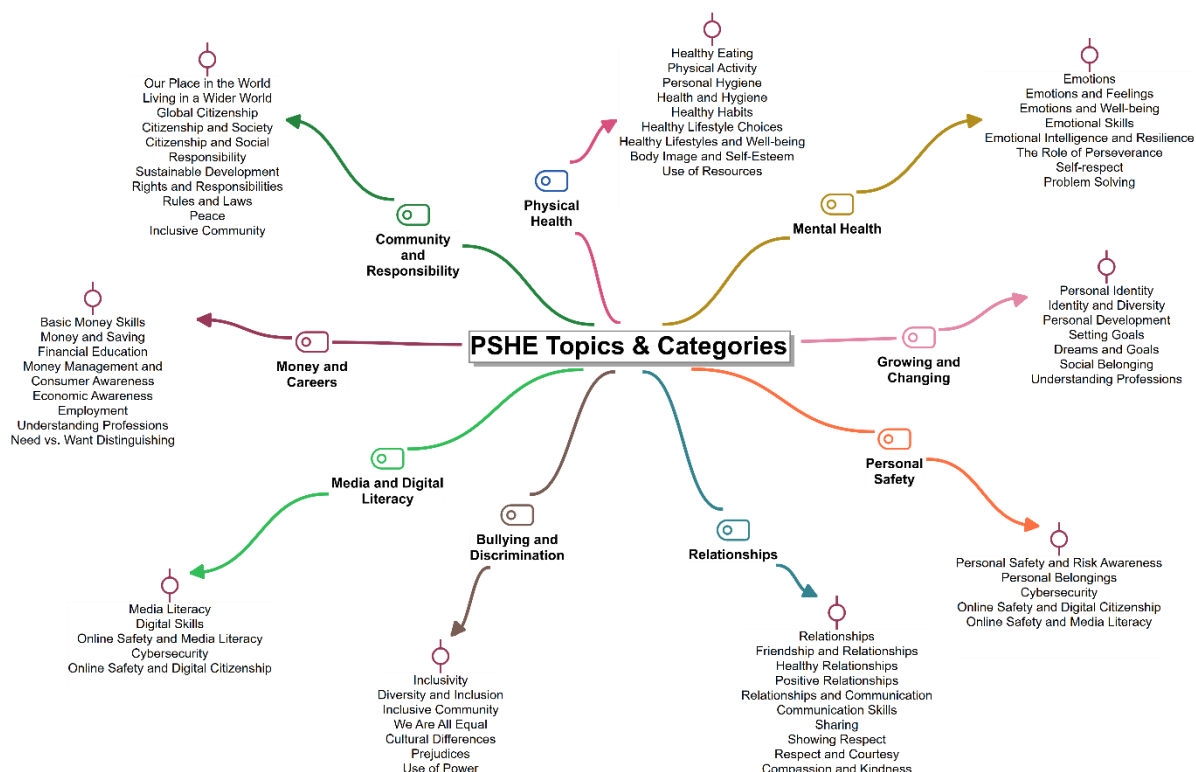 PSHE Topics & Categories
Community
and
Responsibility
Our Place in the World
Living in a Wider World
Global Citizenship
Citizenship and Society
Citizenship and Social
Responsibility
Sustainable Development
Rights and Responsibilities
Rules and Laws
Peace
Inclusive Community
Physical
Health
Healthy Eating
Physical Activity
Personal Hygiene
Health and Hygiene
Healthy Habits
Healthy Lifestyle Choices
Healthy Lifestyles and Well-being
Body Image and Self-Esteem
Use of Resources
Mental Health
Emotions
Emotions and Feelings
Emotions and Well-being
Emotional Skills
Emotional Intelligence and Resilience
The Role of Perseverance
Self-respect
Problem Solving
Growing and
Changing
Personal Identity
Identity and Diversity
Personal Development
Setting Goals
Dreams and Goals
Social Belonging
Understanding Professions
Personal
Safety
Personal Safety and Risk Awareness
Personal Belongings
Cybersecurity
Online Safety and Digital Citizenship
Online Safety and Media Literacy
Relationships
Relationships
Friendship and Relationships
Healthy Relationships
Positive Relationships
Relationships and Communication
Communication Skills
Sharing
Showing Respect
Respect and Courtesy
Compassion and Kindness
Bullying and
Discrimination
Inclusivity
Diversity and Inclusion
Inclusive Community
We Are All Equal
Cultural Differences
Prejudices
Use of Power
Media and Digital
Literacy
Media Literacy
Digital Skills
Online Safety and Media Literacy
Cybersecurity
Online Safety and Digital Citizenship
Money and
Careers
Basic Money Skills
Money and Saving
Financial Education
Money Management and
Consumer Awareness
Economic Awareness
Employment
Understanding Professions
Need vs. Want Distinguishing